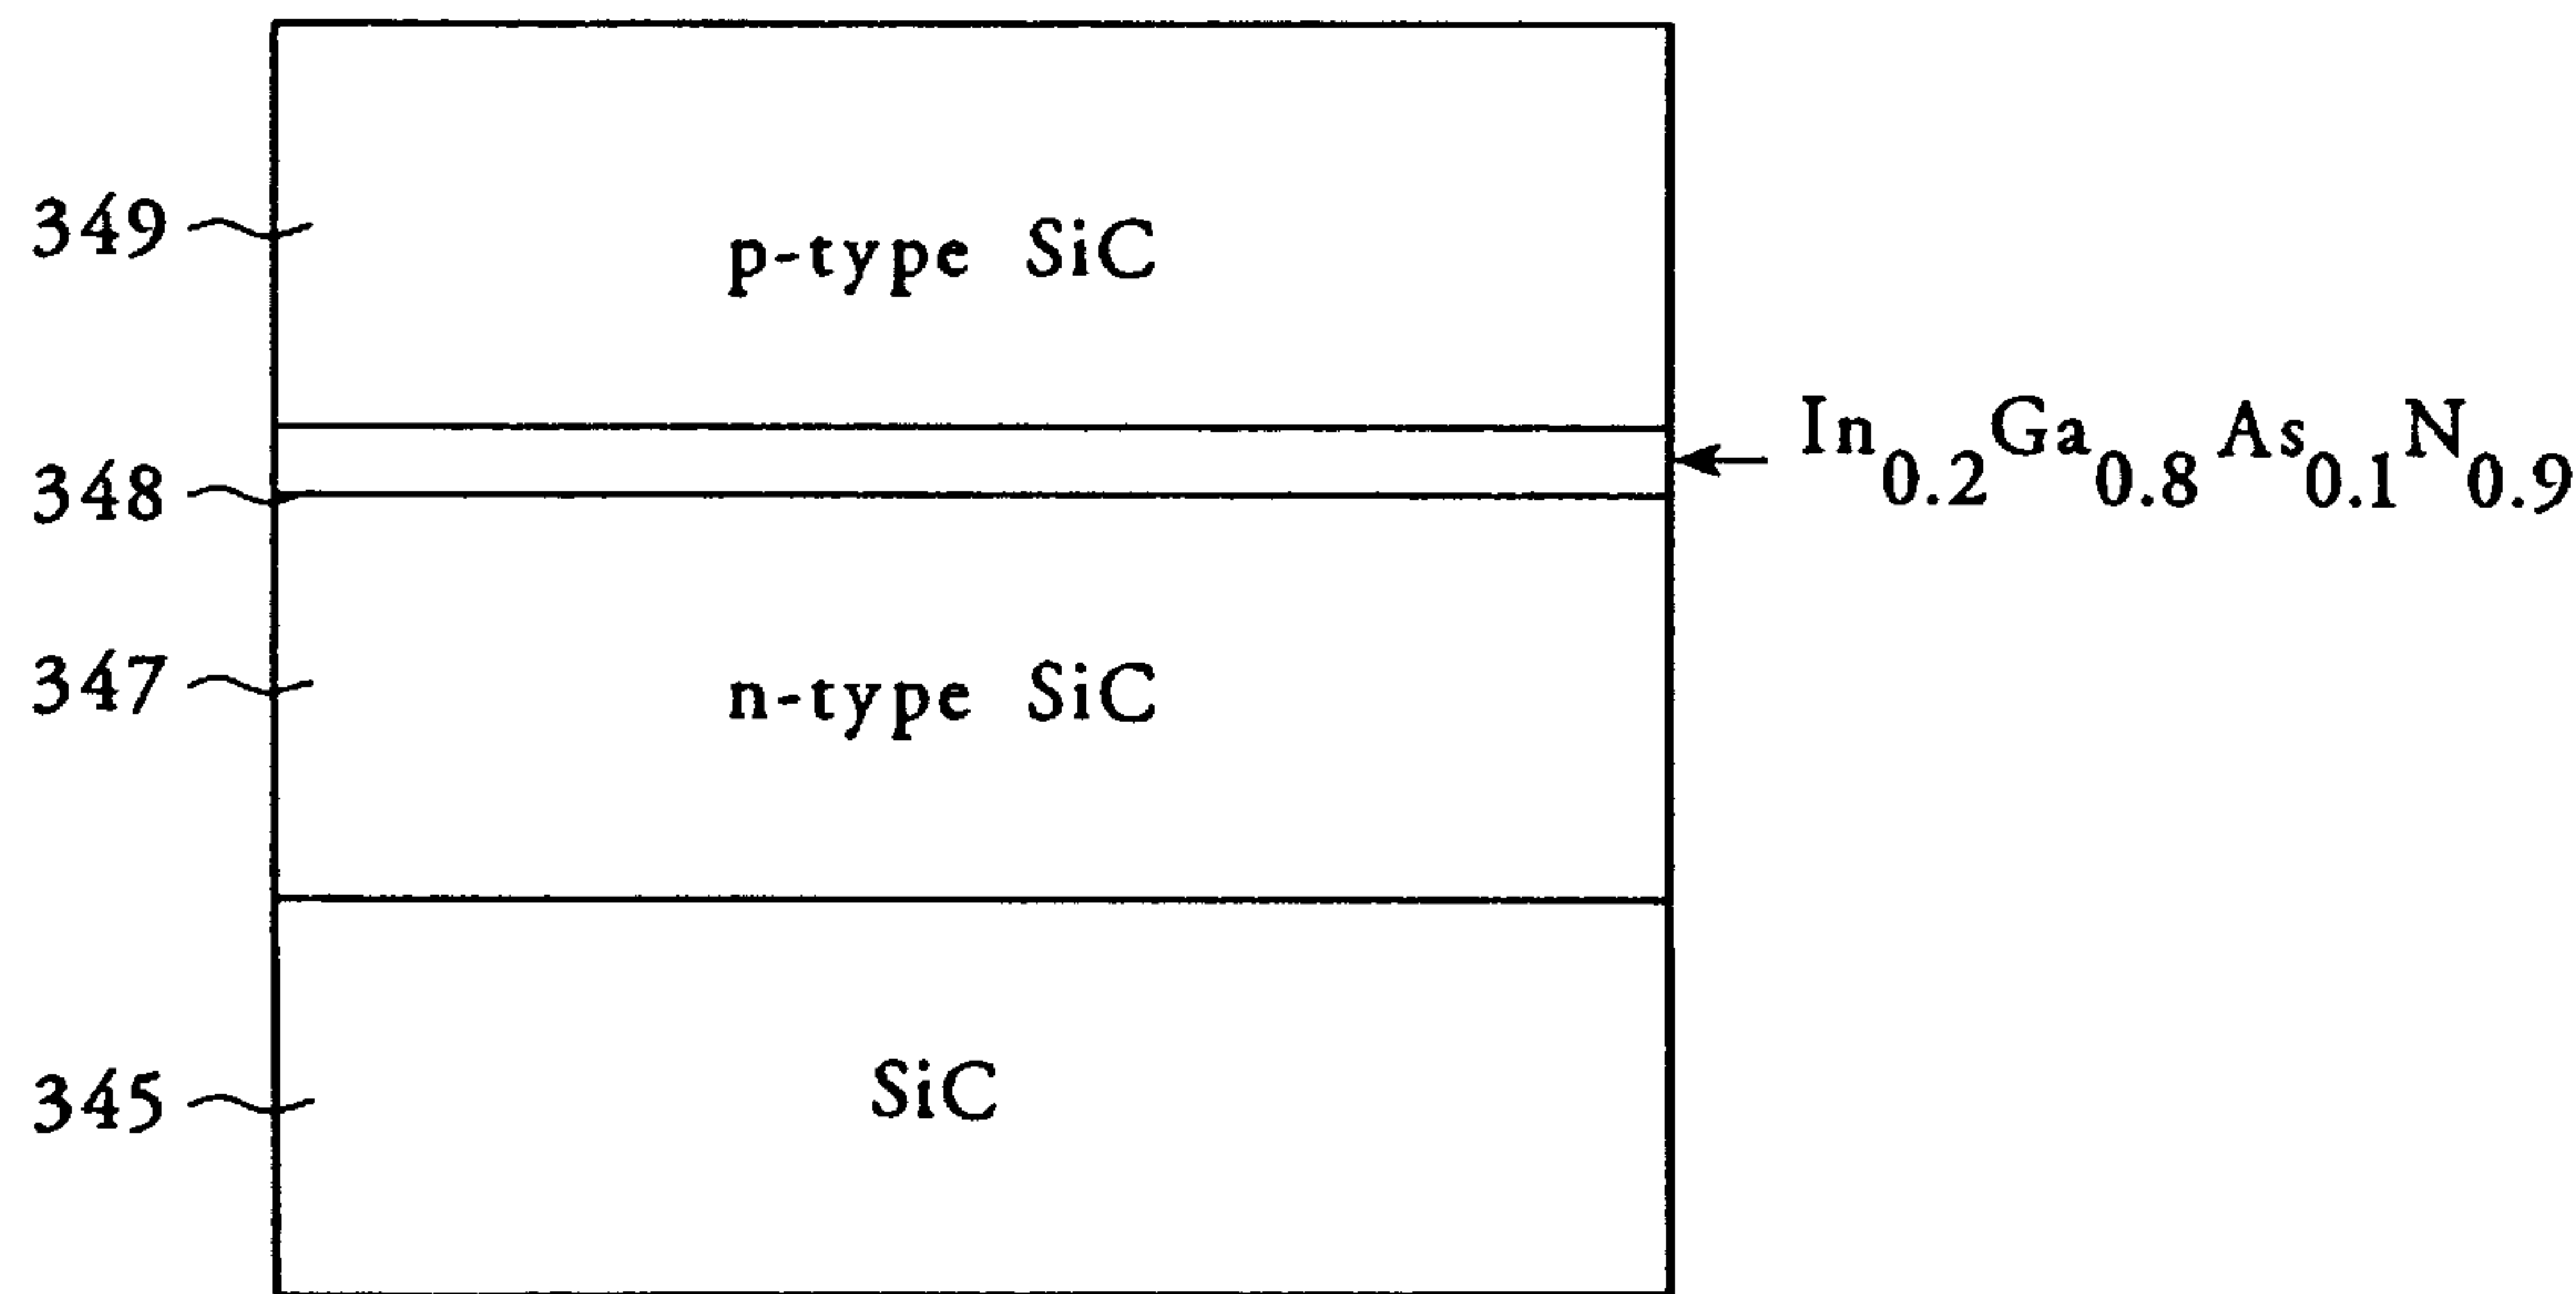 349
p-type SiC
In0.2Ga0.8As0.1N0.9
348
347
n-type SiC
345
SiC